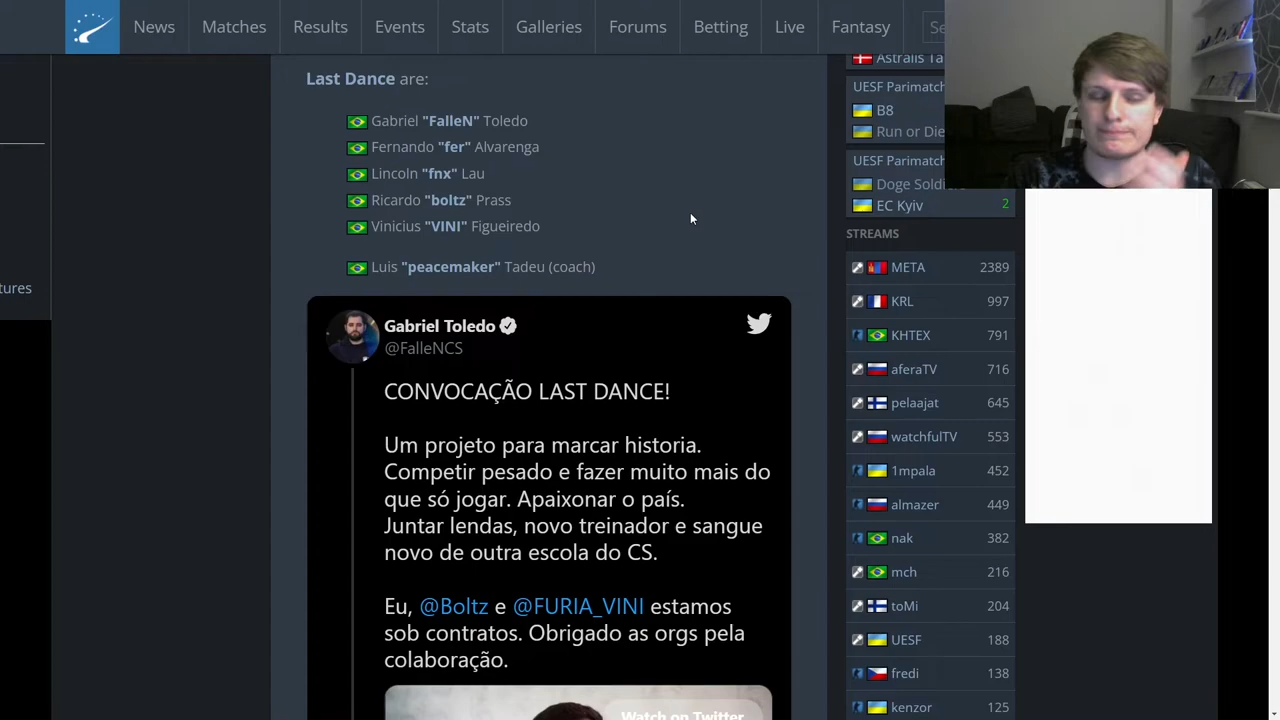 News Matches Results Events Stats Galleries Forums Betting Live Fantasy
Last Dance are:
Gabriel "FalleN" Toledo
Fernando "fer" Alvarenga
Lincoln "fnx" Lau
Ricardo "boltz" Prass
Vinicius "VINI" Figueiredo
Luis "peacemaker" Tadeu (coach)
Gabriel Toledo
@FalleNCS
CONVOCAÇÃO LAST DANCE!
Um projeto para marcar historia.
Competir pesado e fazer muito mais do
que só jogar. Apaixonar o país.
Juntar lendas, novo treinador e sangue
novo de outra escola do CS.
Eu, @Boltz e @FURIA_VINI estamos
sob contratos. Obrigado as orgs pela
colaboração.
Watch on Twitter
tures
Astralis Ta
UESF Parimatch
B8
Run or Die
UESF Parimatch
Doge Soldi
EC Kyiv 2
STREAMS
META 2389
KRL 997
KHTEX 791
aferaTV 716
pelaajat 645
watchfulTV 553
1mpala 452
almazer 449
nak 382
mch 216
toMi 204
UESF 188
fredi 138
kenzor 125